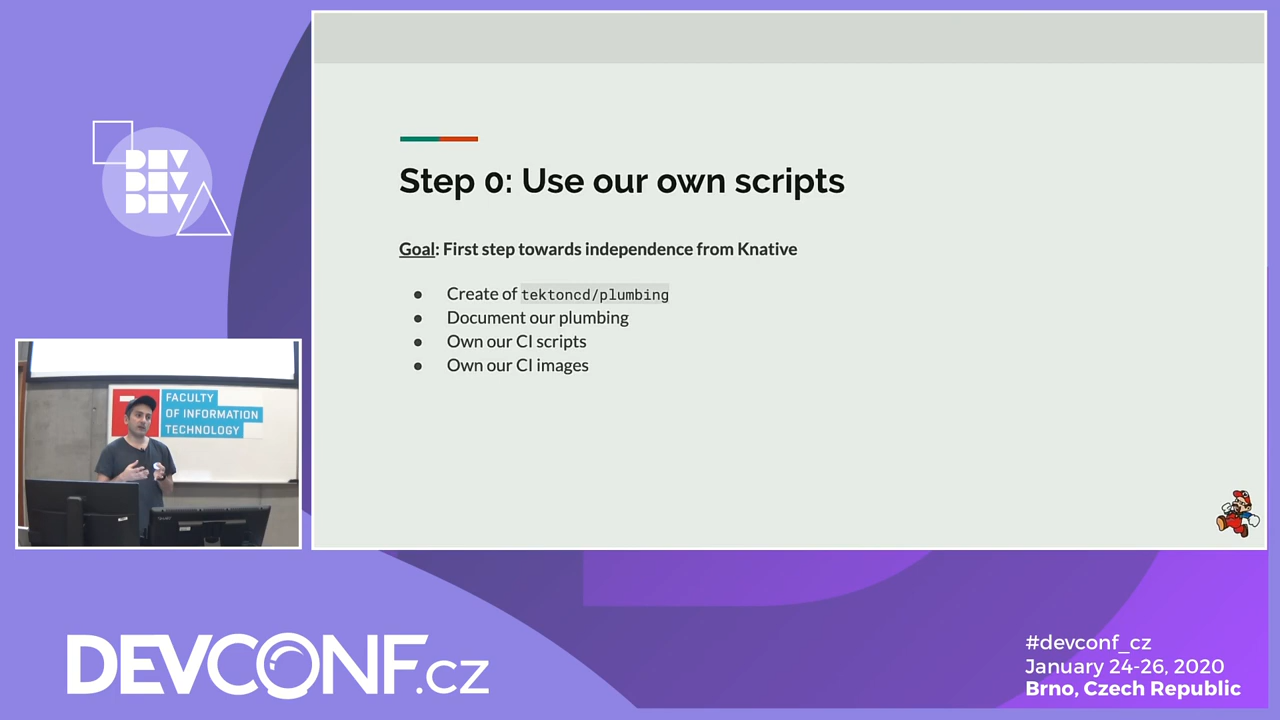 DEV
DEV
DEV
Step 0: Use our own scripts
Goal: First step towards independence from Knative
● Create of tektoncd/plumbing
● Document our plumbing
● Own our CI scripts
● Own our CI images
FACULTY
OF INFORMATION
TECHNOLOGY
DEVCONF.cz
#devconf_cz
January 24-26, 2020
Brno, Czech Republic